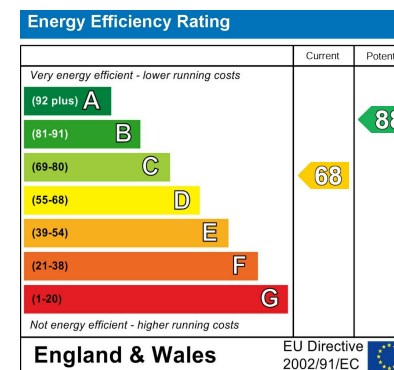 Energy Efficiency Rating
Current
Very energy efficient - lower running costs
(92 plus) A
(81-91) B
(69-80) C
(55-68) D
(39-54) E
(21-38) F
(1-20) G
68
Not energy efficient - higher running costs
England & Wales
EU Directive
2002/91/EC